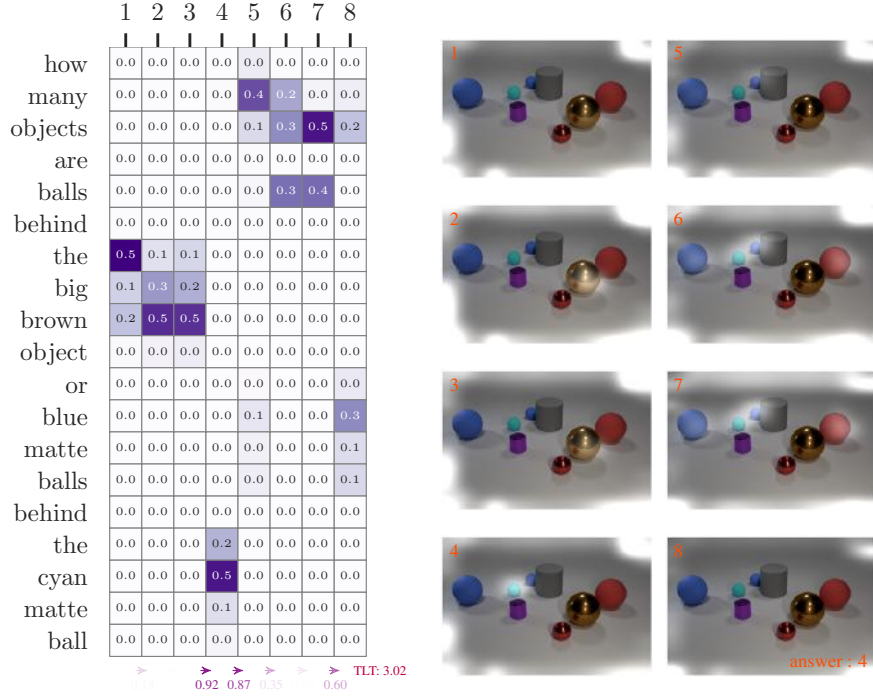 1 2 3 4 5 6 7 8
how 0.0 0.0 0.0 0.0 0.0 0.0 0.0 0.0
many 0.0 0.0 0.0 0.0 0.4 0.2 0.0 0.0
objects 0.0 0.0 0.0 0.0 0.1 0.3 0.5 0.2
are 0.0 0.0 0.0 0.0 0.0 0.0 0.0 0.0
balls 0.0 0.0 0.0 0.0 0.0 0.3 0.4 0.0
behind 0.0 0.0 0.0 0.0 0.0 0.0 0.0 0.0
the 0.5 0.1 0.1 0.0 0.0 0.0 0.0 0.0
big 0.1 0.3 0.2 0.0 0.0 0.0 0.0 0.0
brown 0.2 0.5 0.5 0.0 0.0 0.0 0.0 0.0
object 0.0 0.0 0.0 0.0 0.0 0.0 0.0 0.0
or 0.0 0.0 0.0 0.0 0.0 0.0 0.0 0.0
blue 0.0 0.0 0.0 0.0 0.1 0.0 0.0 0.3
matte 0.0 0.0 0.0 0.0 0.0 0.0 0.0 0.1
balls 0.0 0.0 0.0 0.0 0.0 0.0 0.0 0.1
behind 0.0 0.0 0.0 0.0 0.0 0.0 0.0 0.0
the 0.0 0.0 0.0 0.2 0.0 0.0 0.0 0.0
cyan 0.0 0.0 0.0 0.5 0.0 0.0 0.0 0.0
matte 0.0 0.0 0.0 0.1 0.0 0.0 0.0 0.0
ball 0.0 0.0 0.0 0.0 0.0 0.0 0.0 0.0
TLT: 3.02
0.92 0.87 0.35 0.60
1 5
2 6
3 7
4 8
answer : 4